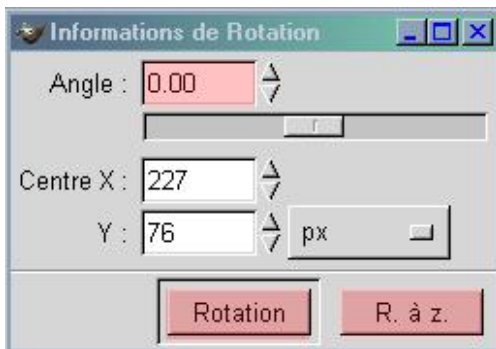 Informations de Rotation
Angle : 0.00
Centre X : 227
Y : 76 px
Rotation R. à z.